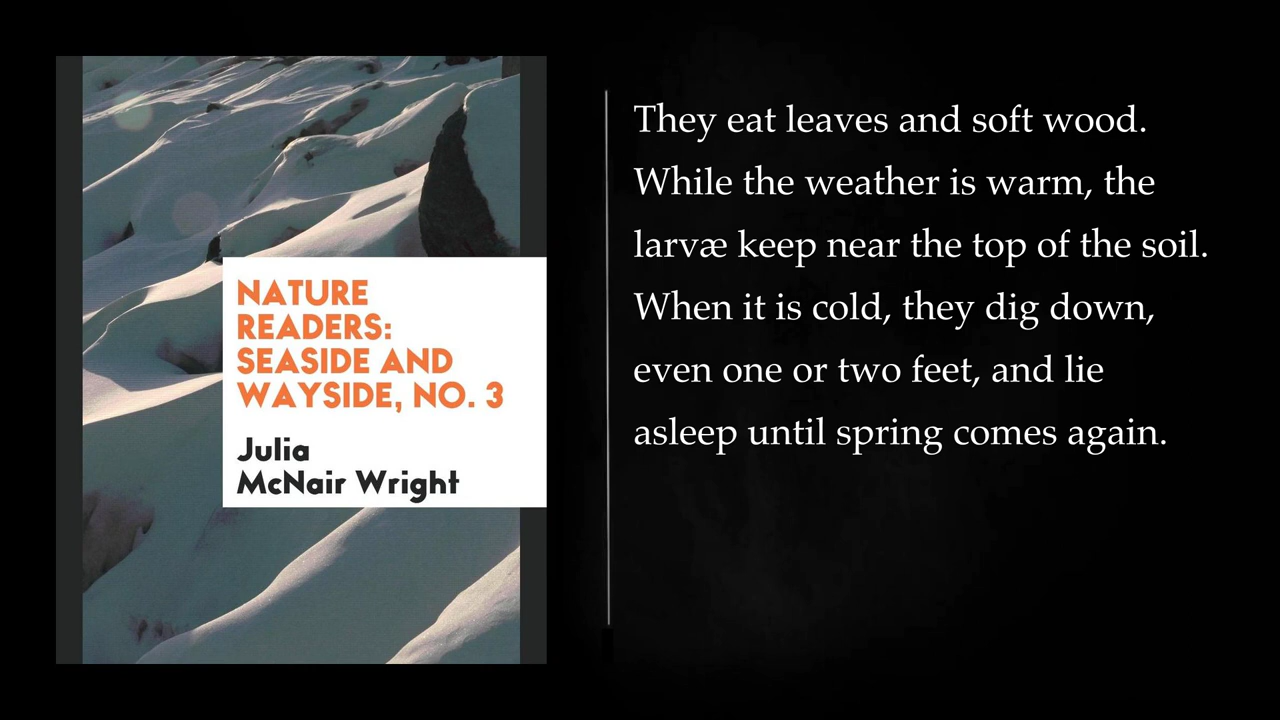 NATURE
READERS:
SEASIDE AND
WAYSIDE, NO. 3
Julia
McNair Wright
They eat leaves and soft wood.
While the weather is warm, the
larvæ keep near the top of the soil.
When it is cold, they dig down,
even one or two feet, and lie
asleep until spring comes again.